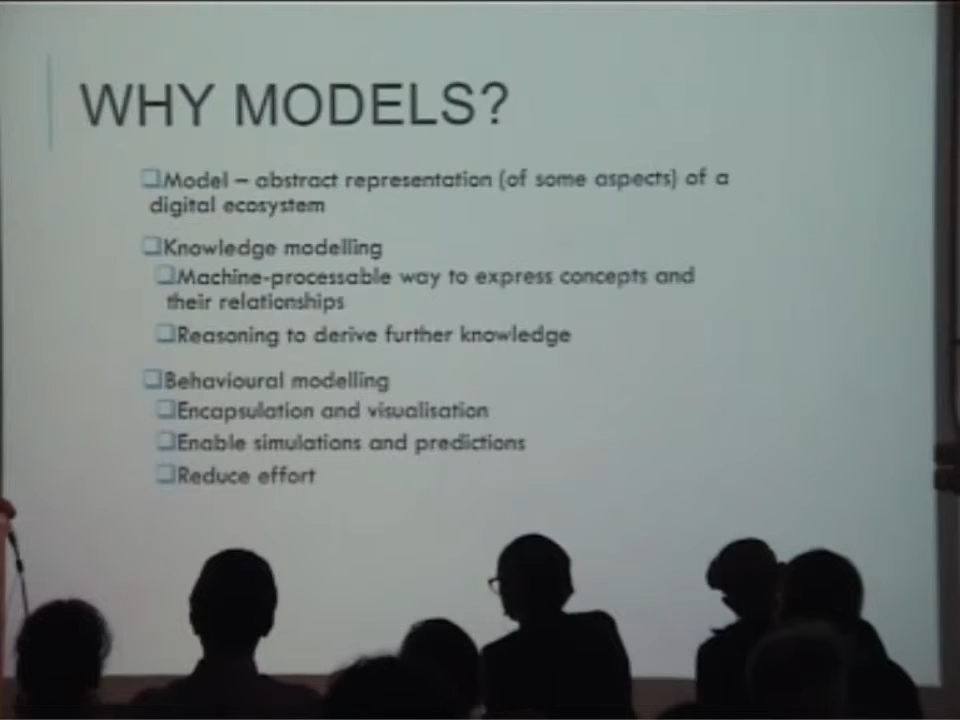 WHY MODELS?
Model – abstract representation (of some aspects) of a
digital ecosystem
Knowledge modelling
Machine-processable way to express concepts and
their relationships
Reasoning to derive further knowledge
Behavioural modelling
Encapsulation and visualisation
Enable simulations and predictions
Reduce effort